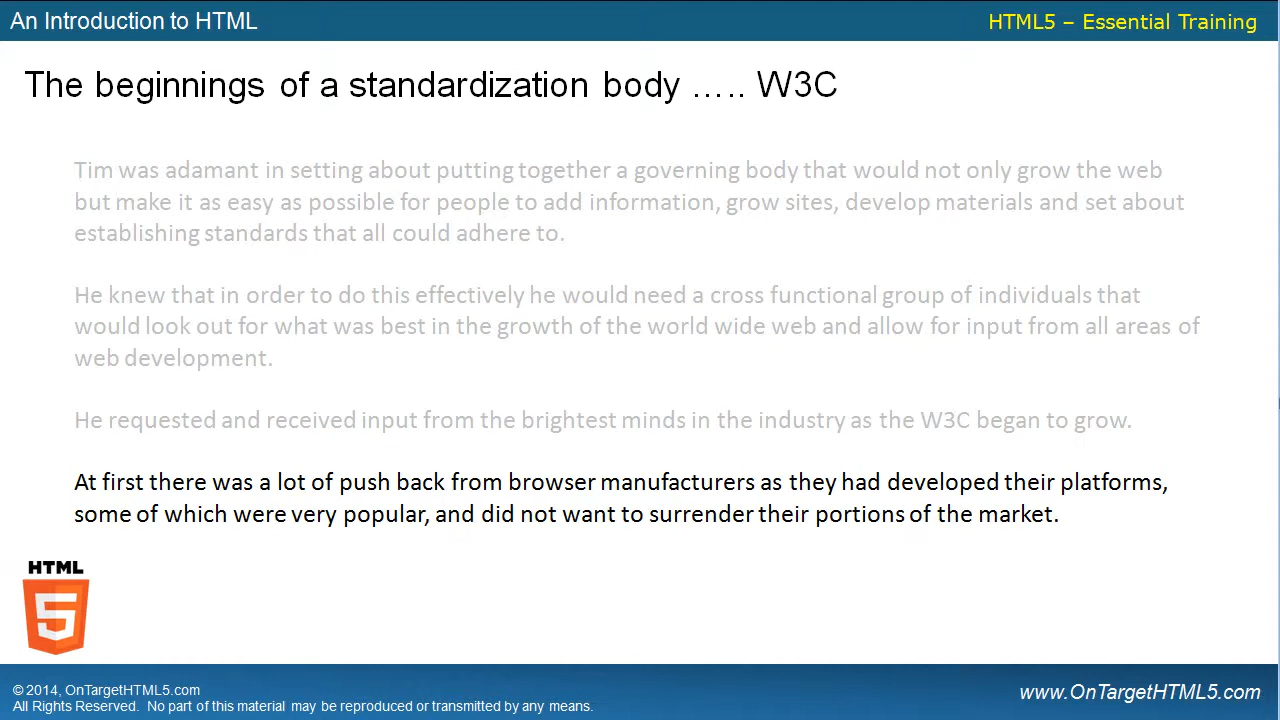 An Introduction to HTML
HTML5 – Essential Training
The beginnings of a standardization body ….. W3C
Tim was adamant in setting about putting together a governing body that would not only grow the web
but make it as easy as possible for people to add information, grow sites, develop materials and set about
establishing standards that all could adhere to.
He knew that in order to do this effectively he would need a cross functional group of individuals that
would look out for what was best in the growth of the world wide web and allow for input from all areas of
web development.
He requested and received input from the brightest minds in the industry as the W3C began to grow.
At first there was a lot of push back from browser manufacturers as they had developed their platforms,
some of which were very popular, and did not want to surrender their portions of the market.
HTML
5
© 2014, OnTargetHTML5.com
All Rights Reserved. No part of this material may be reproduced or transmitted by any means.
www.OnTargetHTML5.com